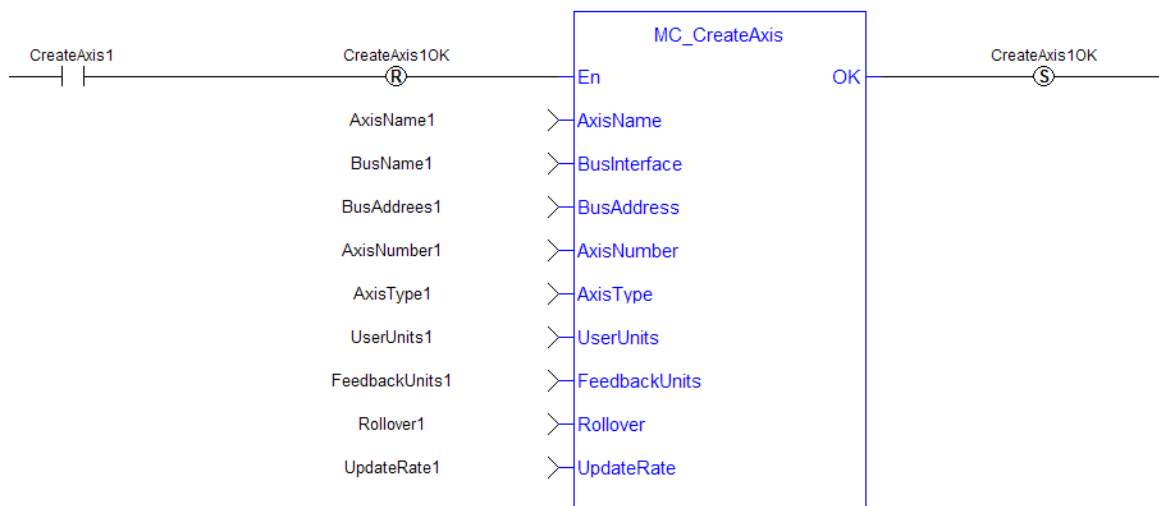 MC_CreateAxis
CreateAxis1 CreateAxis1OK CreateAxis1OK
R En OK S
AxisName1 AxisName
BusName1 BusInterface
BusAddrees1 BusAddress
AxisNumber1 AxisNumber
AxisType1 AxisType
UserUnits1 UserUnits
FeedbackUnits1 FeedbackUnits
Rollover1 Rollover
UpdateRate1 UpdateRate